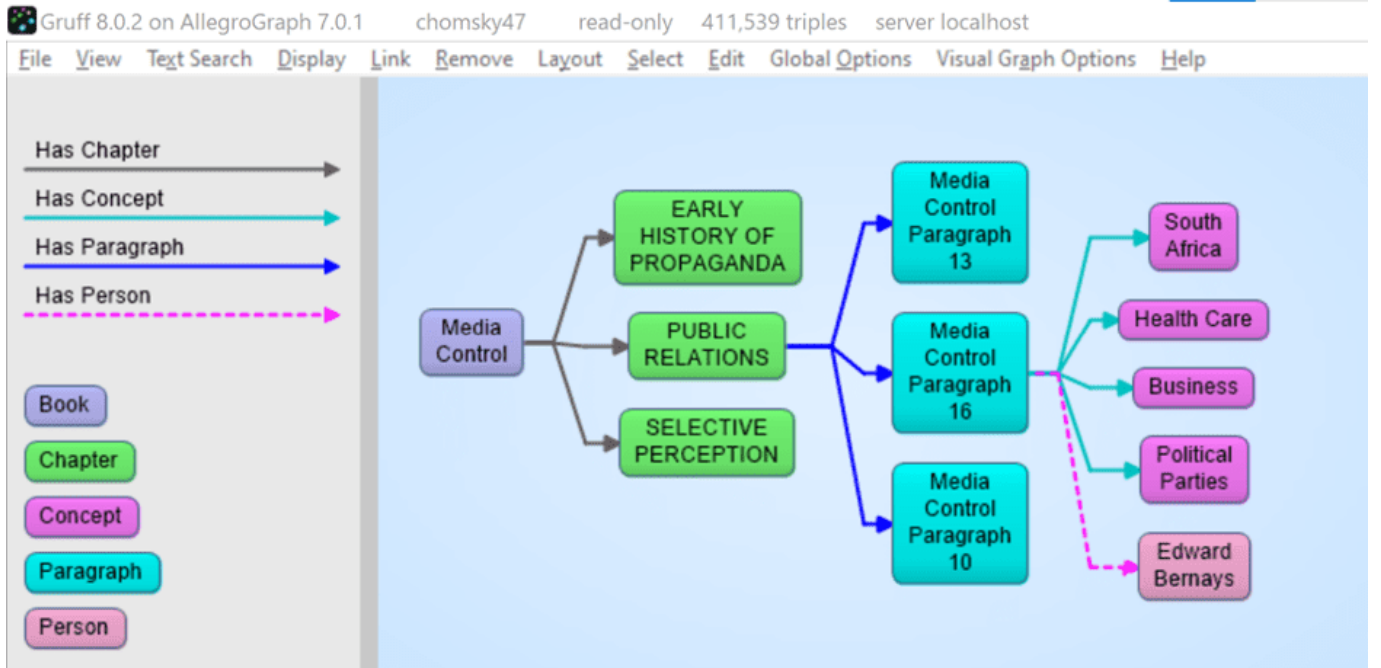 Gruff 8.0.2 on AllegroGraph 7.0.1 chomsky47 read-only 411,539 triples server localhost
File View Text Search Display Link Remove Layout Select Edit Global Options Visual Graph Options Help
Has Chapter
Has Concept
Has Paragraph
Has Person
Book
Chapter
Concept
Paragraph
Person
Media
Control
EARLY
HISTORY OF
PROPAGANDA
PUBLIC
RELATIONS
SELECTIVE
PERCEPTION
Media
Control
Paragraph
13
Media
Control
Paragraph
16
Media
Control
Paragraph
10
South
Africa
Health Care
Business
Political
Parties
Edward
Bernays